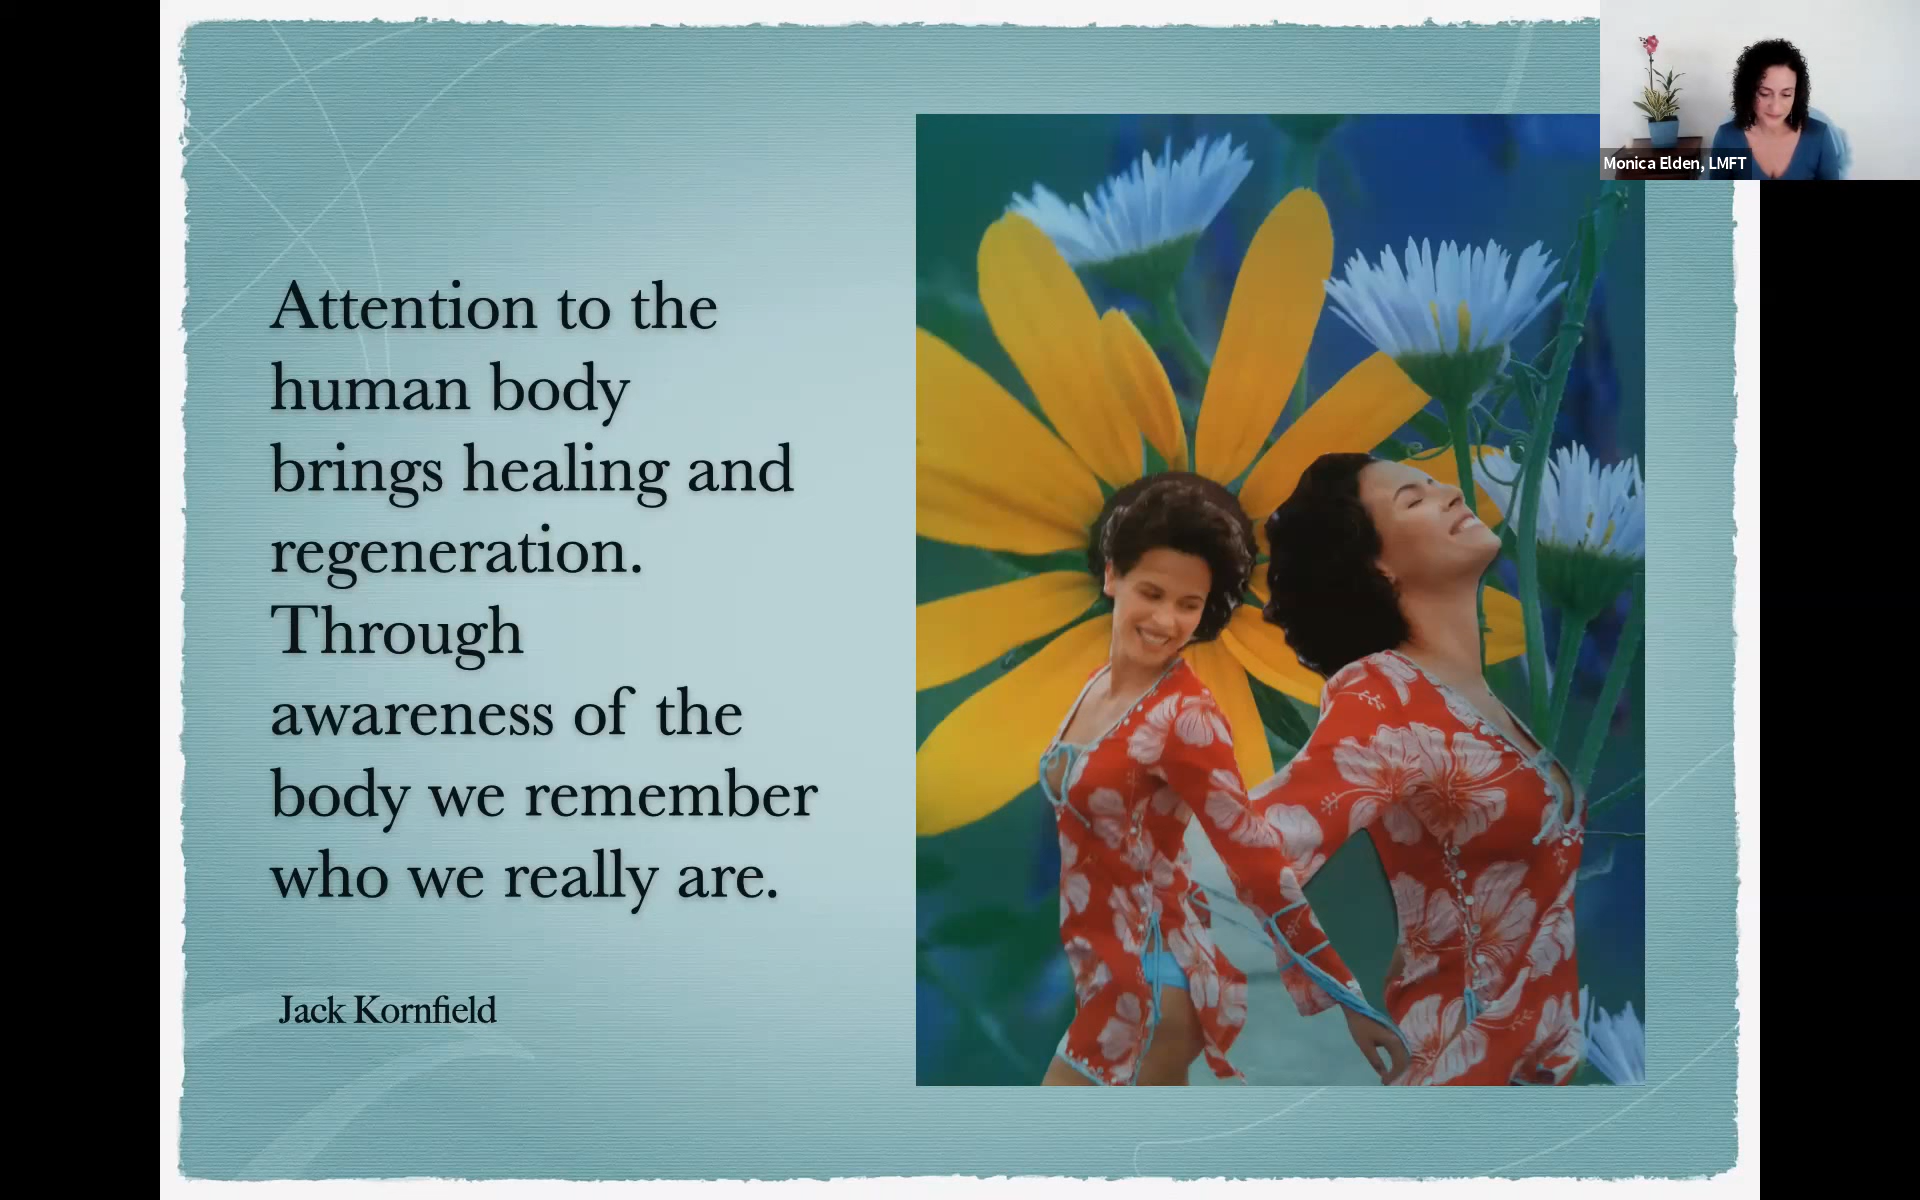 Attention to the
human body
brings healing and
regeneration.
Through
awareness of the
body we remember
who we really are.
Jack Kornfield
Monica Elden, LMFT